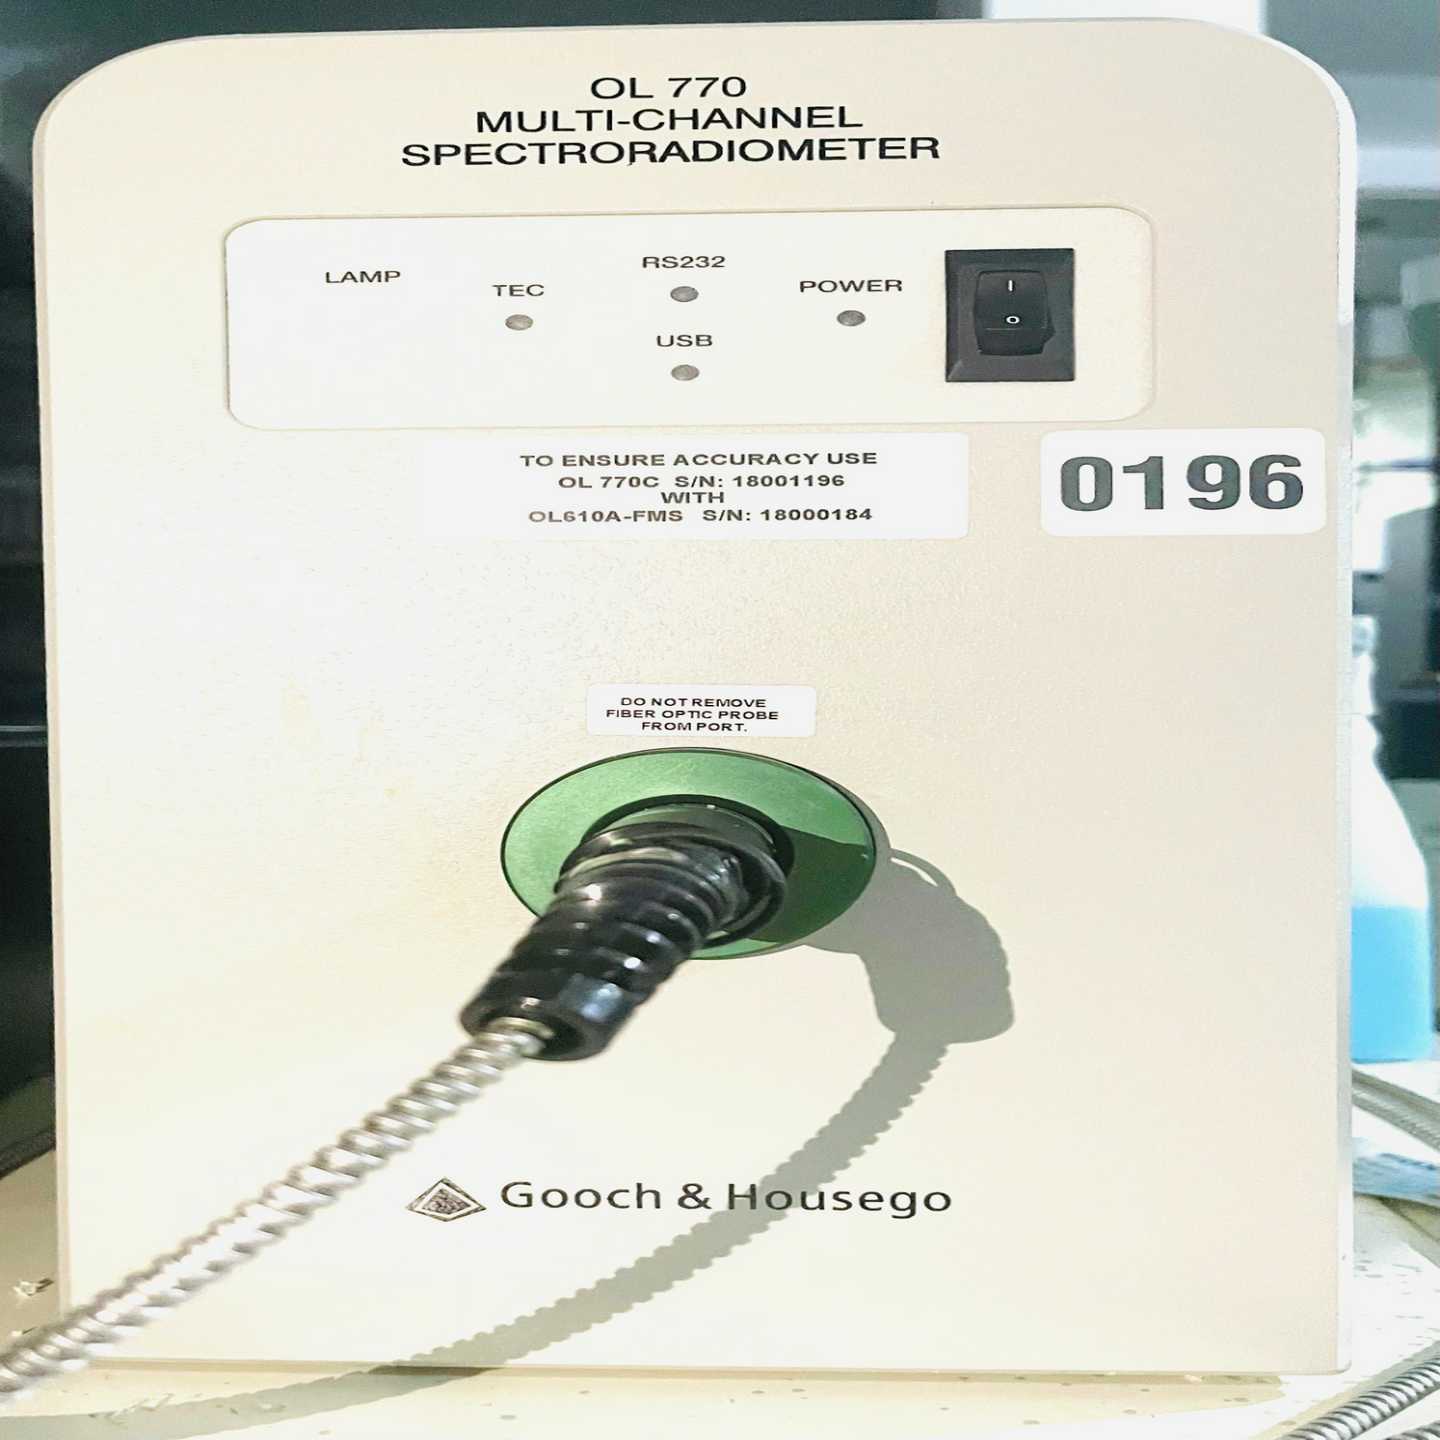 OL 770
MULTI-CHANNEL
SPECTRORADIOMETER
LAMP
TEC
RS232
USB
POWER
I
O
TO ENSURE ACCURACY USE
OL 770C S/N: 18001196
WITH
OL610A-FMS S/N: 18000184
0196
DO NOT REMOVE
FIBER OPTIC PROBE
FROM PORT.
Gooch & Housego